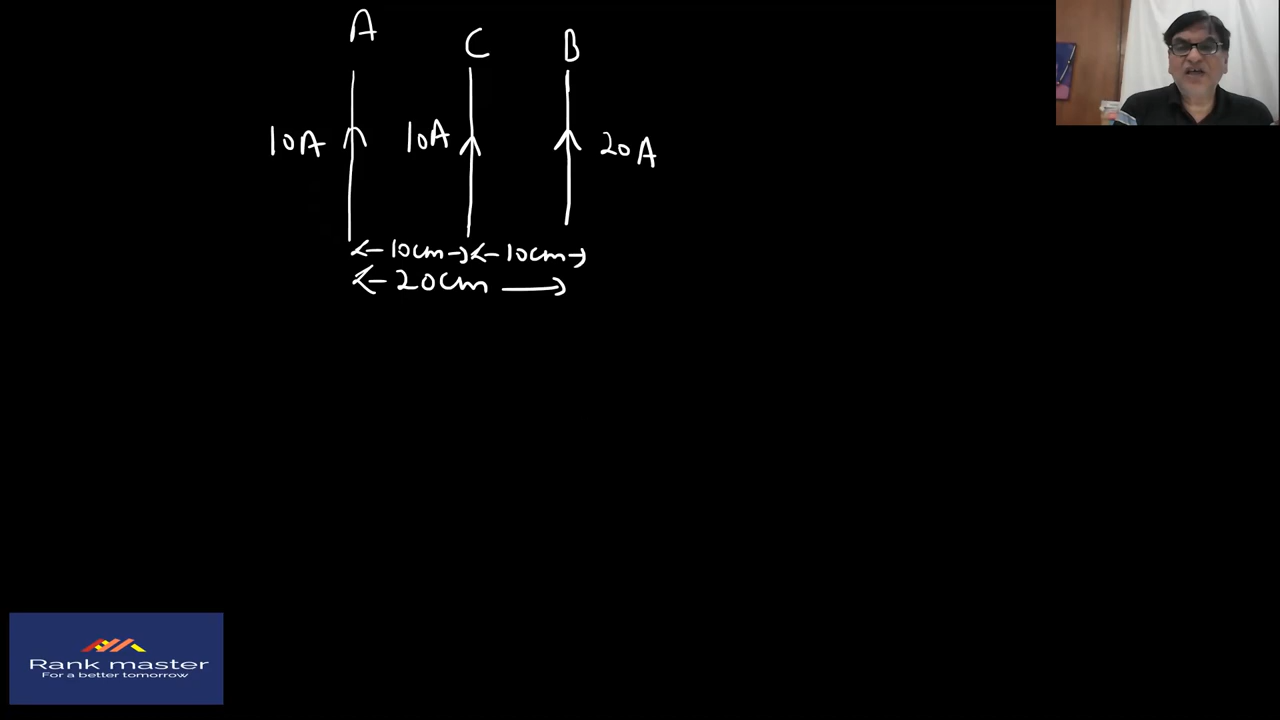 A C B
10A 10A 20A
10cm 10cm
20cm
Rank master
For a better tomorrow